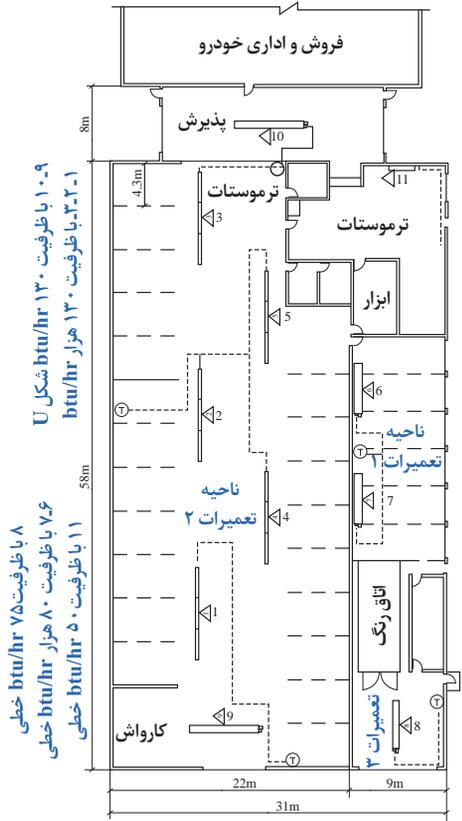 فروش و اداری خودرو
پذیرش
10
8m
4.3m
ترموستات
3
11
ترموستات
ابزار
5
6
ناحیه
تعمیرات ۱
T
2
T
7
ناحیه
تعمیرات ۲
4
58m
1
اتاق رنگ
9
کارواش
T
تعمیرات ۳
8
T
22m
9m
31m
۱-۲-۳- با ظرفیت ۱۳۰ هزار btu/hr
۹-۱۰ با ظرفیت ۱۳۰ btu/hr شکل U
۱۱ با ظرفیت ۵۰ btu/hr خطی
۶-۷ با ظرفیت ۸۰ هزار btu/hr خطی
۸ با ظرفیت ۷۵ btu/hr خطی